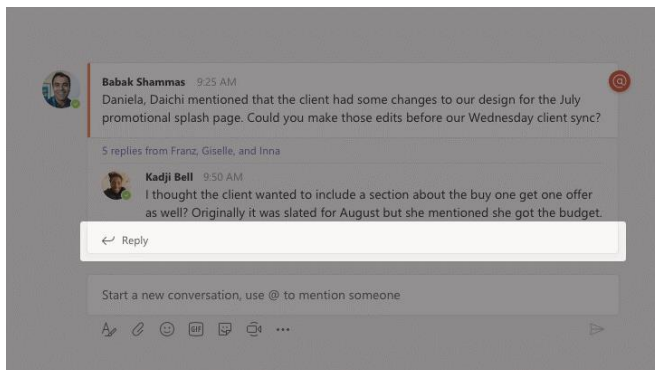 Babak Shammas 9:25 AM
@
Daniela, Daichi mentioned that the client had some changes to our design for the July
promotional splash page. Could you make those edits before our Wednesday client sync?
5 replies from Franz, Giselle, and Inna
Kadji Bell 9:50 AM
I thought the client wanted to include a section about the buy one get one offer
as well? Originally it was slated for August but she mentioned she got the budget.
Reply
Start a new conversation, use @ to mention someone
GIF